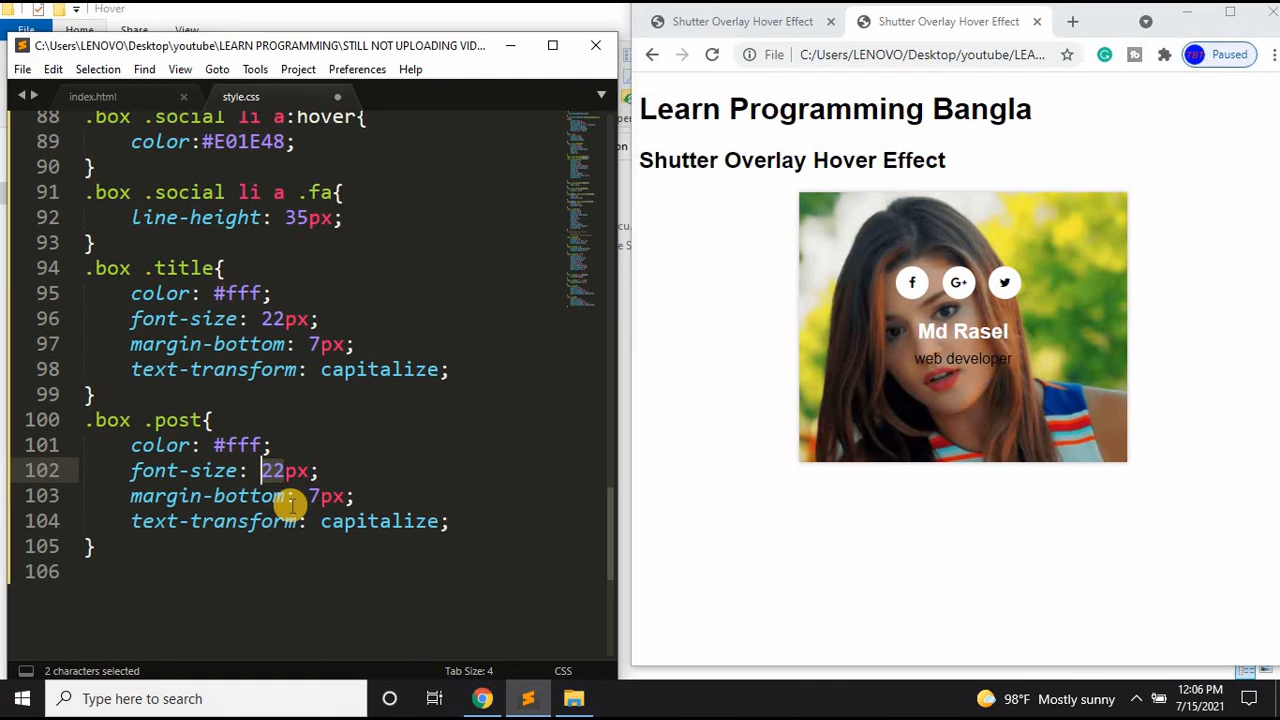 Hover
File Home Share View
C:\Users\LENOVO\Desktop\youtube\LEARN PROGRAMMING\STILL NOT UPLOADING VID...
File Edit Selection Find View Goto Tools Project Preferences Help
index.html style.css
88 .box .social li a:hover{
89 color:#E01E48;
90 }
91 .box .social li a .fa{
92 line-height: 35px;
93 }
94 .box .title{
95 color: #fff;
96 font-size: 22px;
97 margin-bottom: 7px;
98 text-transform: capitalize;
99 }
100 .box .post{
101 color: #fff;
102 font-size: 22px;
103 margin-bottom: 7px;
104 text-transform: capitalize;
105 }
106
2 characters selected Tab Size: 4 CSS
Shutter Overlay Hover Effect Shutter Overlay Hover Effect
File C:/Users/LENOVO/Desktop/youtube/LEA... TBT Paused
Learn Programming Bangla
Shutter Overlay Hover Effect
f G+
Md Rasel
web developer
Type here to search
98°F Mostly sunny
12:06 PM
7/15/2021